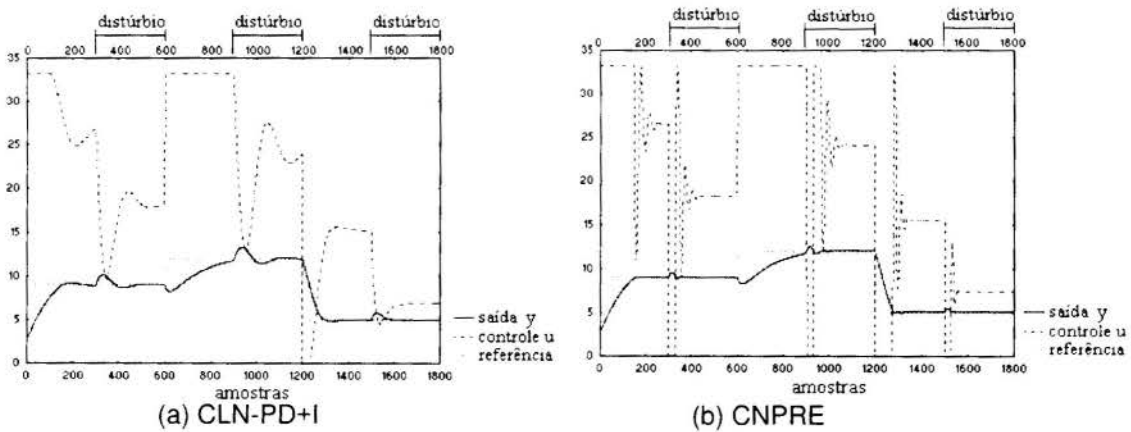 distúrbio distúrbio distúrbio
0 200 400 600 800 1000 1200 1400 1600 1800
35
30
25
20
15
10
5
0
0 200 400 600 800 1000 1200 1400 1600 1800
amostras
saída y
controle u
referência
(a) CLN-PD+I
distúrbio distúrbio distúrbio
0 200 400 600 800 1000 1200 1400 1600 1800
35
30
25
20
15
10
5
0
0 200 400 600 800 1000 1200 1400 1600 1800
amostras
saída y
controle u
referência
(b) CNPRE